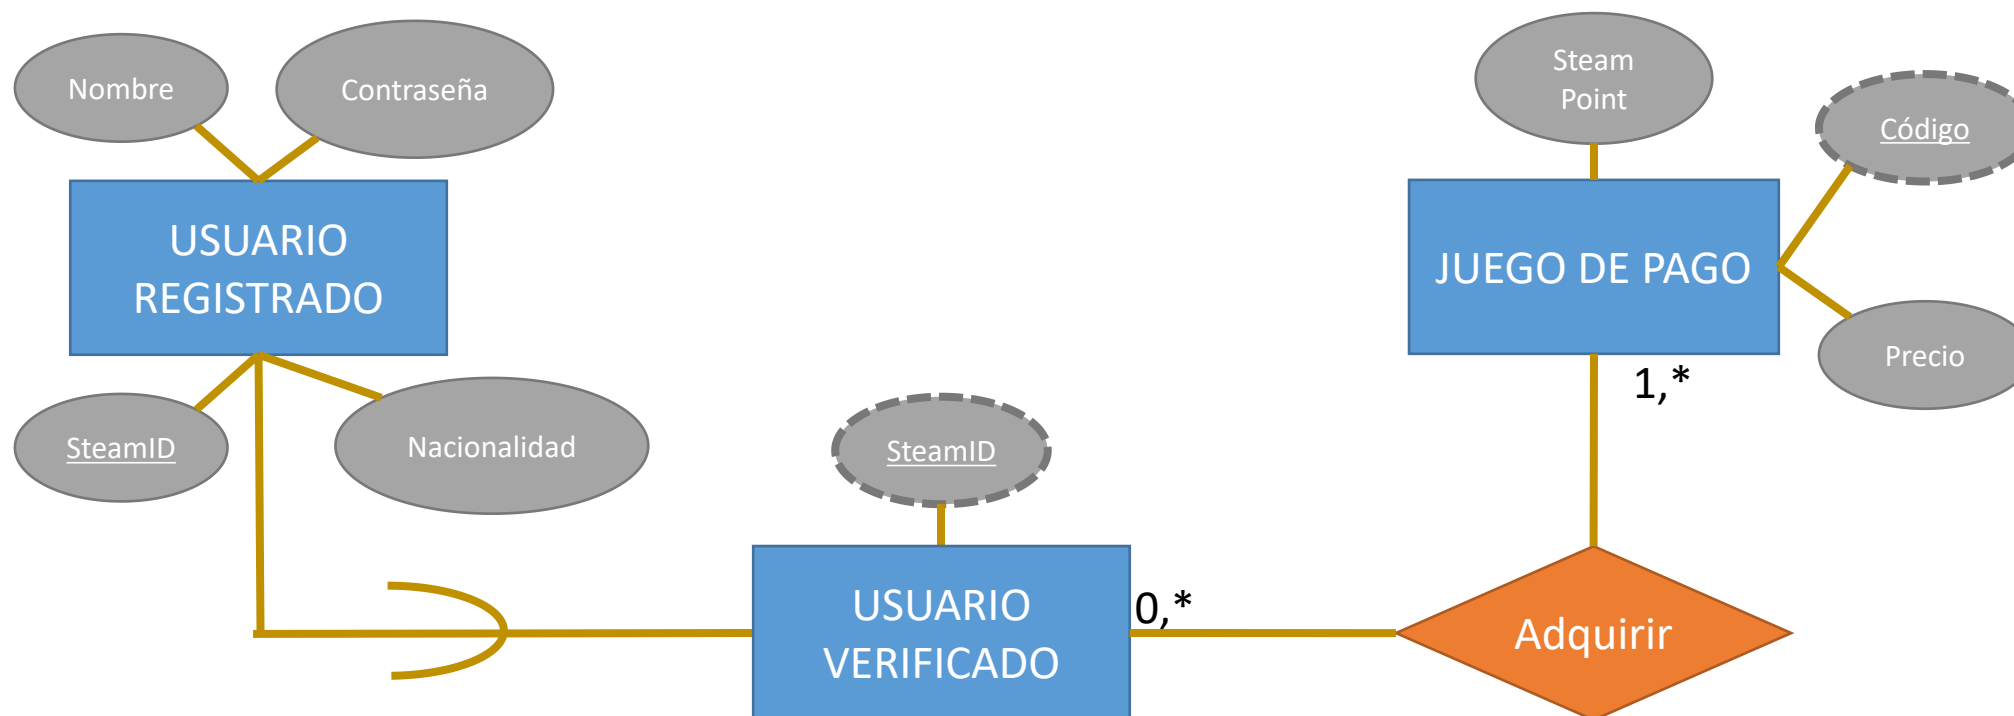 Nombre
Contraseña
Steam
Point
Código
USUARIO
REGISTRADO
JUEGO DE PAGO
Precio
1,*
SteamID
Nacionalidad
SteamID
USUARIO
VERIFICADO
0,*
Adquirir